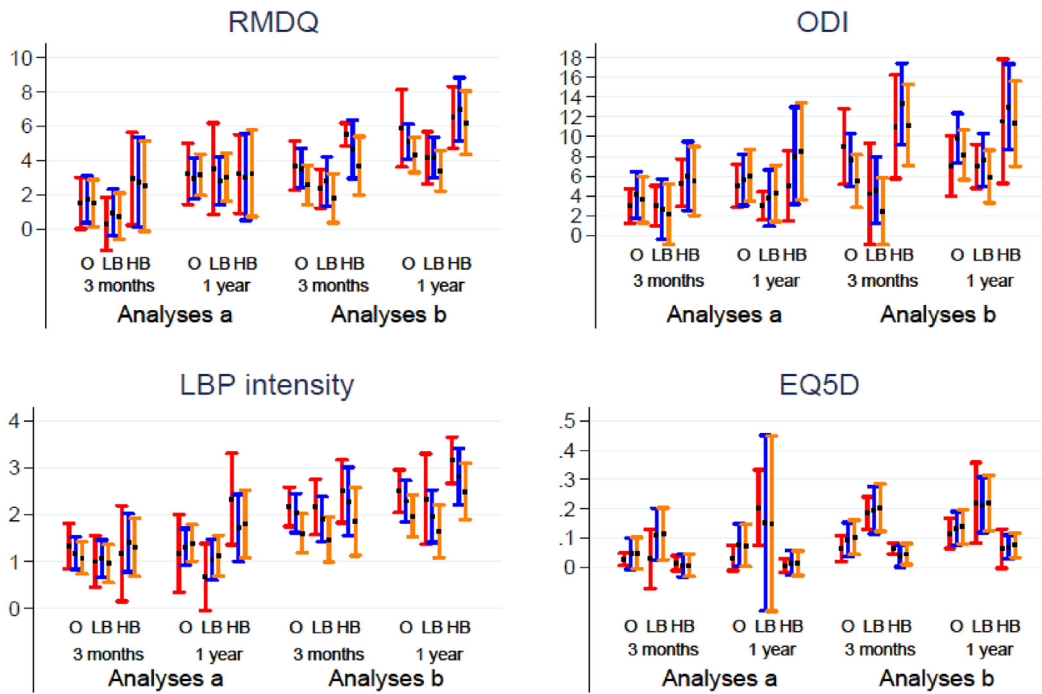 RMDQ
10
8
6
4
2
0
O LB HB O LB HB O LB HB O LB HB
3 months 1 year 3 months 1 year
Analyses a Analyses b
ODI
18
16
14
12
10
8
6
4
2
0
O LB HB O LB HB O LB HB O LB HB
3 months 1 year 3 months 1 year
Analyses a Analyses b
LBP intensity
4
3
2
1
0
O LB HB O LB HB O LB HB O LB HB
3 months 1 year 3 months 1 year
Analyses a Analyses b
EQ5D
.5
.4
.3
.2
.1
0
O LB HB O LB HB O LB HB O LB HB
3 months 1 year 3 months 1 year
Analyses a Analyses b